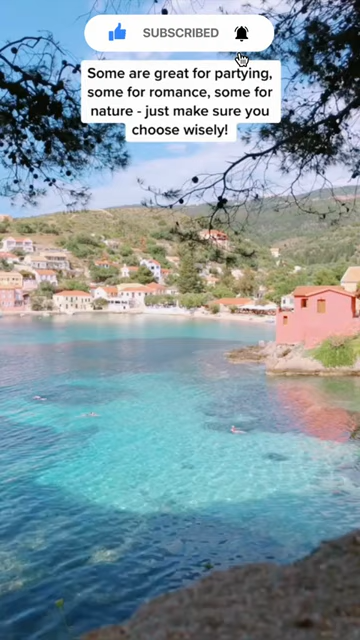 SUBSCRIBED
Some are great for partying,
some for romance, some for
nature - just make sure you
choose wisely!